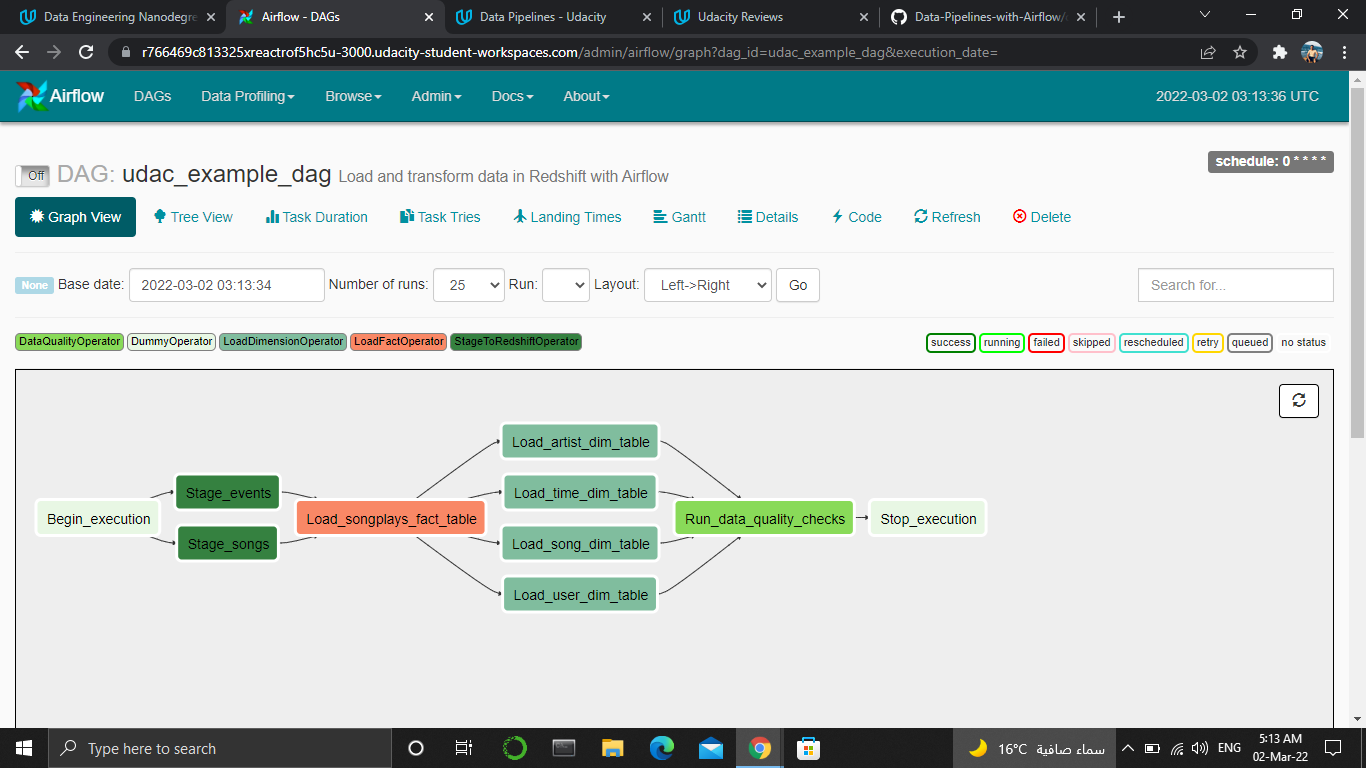 Data Engineering Nanodegre
Airflow - DAGs
Data Pipelines - Udacity
Udacity Reviews
Data-Pipelines-with-Airflow/
r766469c813325xreactrof5hc5u-3000.udacity-student-workspaces.com/admin/airflow/graph?dag_id=udac_example_dag&execution_date=
Airflow DAGs Data Profiling Browse Admin Docs About 2022-03-02 03:13:36 UTC
schedule: 0 * * * *
Off DAG: udac_example_dag Load and transform data in Redshift with Airflow
Graph View Tree View Task Duration Task Tries Landing Times Gantt Details Code Refresh Delete
None Base date: 2022-03-02 03:13:34 Number of runs: 25 Run: Layout: Left->Right Go Search for...
DataQualityOperator DummyOperator LoadDimensionOperator LoadFactOperator StageToRedshiftOperator success running failed skipped rescheduled retry queued no status
Load_artist_dim_table
Stage_events Load_time_dim_table
Begin_execution Load_songplays_fact_table Run_data_quality_checks Stop_execution
Stage_songs Load_song_dim_table
Load_user_dim_table
Type here to search
16°C سماء صافية
ENG
5:13 AM
02-Mar-22